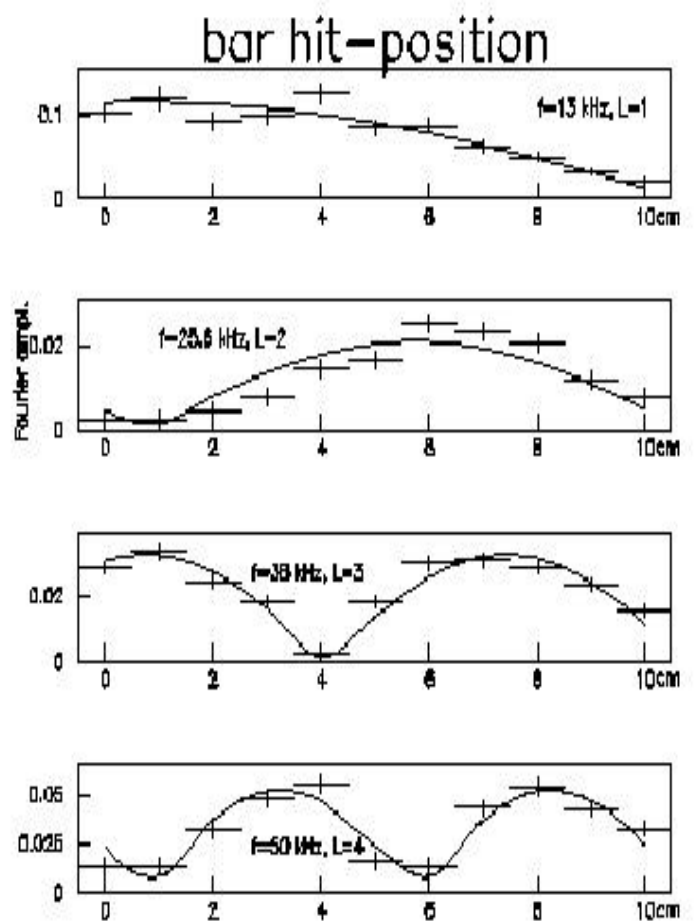 bar hit-position
0.1
f=13 kHz, L=1
0
0 2 4 6 8 10cm
Fourier ampl.
0.02
f=25.6 kHz, L=2
0
0 2 4 6 8 10cm
0.02
f=38 kHz, L=3
0
0 2 4 6 8 10cm
0.05
0.025
f=50 kHz, L=4
0
0 2 4 6 8 10cm